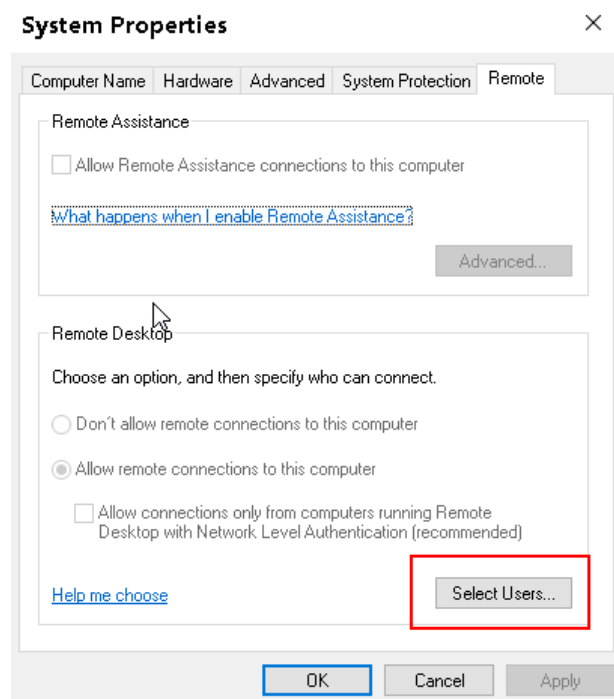 System Properties
Computer Name Hardware Advanced System Protection Remote
Remote Assistance
Allow Remote Assistance connections to this computer
What happens when I enable Remote Assistance?
Advanced...
Remote Desktop
Choose an option, and then specify who can connect.
Don't allow remote connections to this computer
Allow remote connections to this computer
Allow connections only from computers running Remote
Desktop with Network Level Authentication (recommended)
Help me choose
Select Users...
OK Cancel Apply